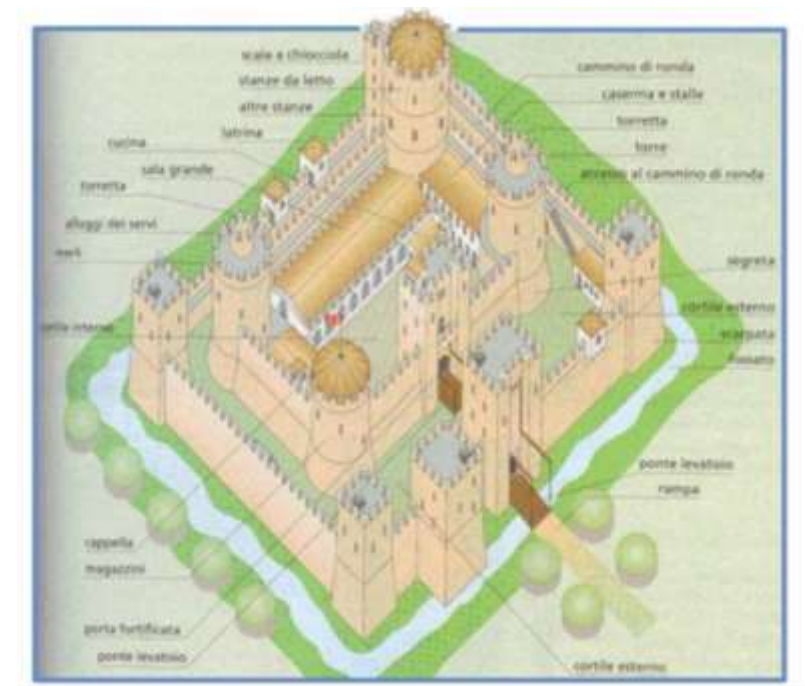 scale a chiocciola
stanze da letto
altre stanze
latrina
cucina
sala grande
torretta
alloggi dei servi
merli
cortile interno
cappella
magazzini
porta fortificata
ponte levatoio
cammino di ronda
caserma e stalle
torretta
torre
accesso al cammino di ronda
segreta
cortile esterno
scarpata
fossato
ponte levatoio
rampa
cortile esterno